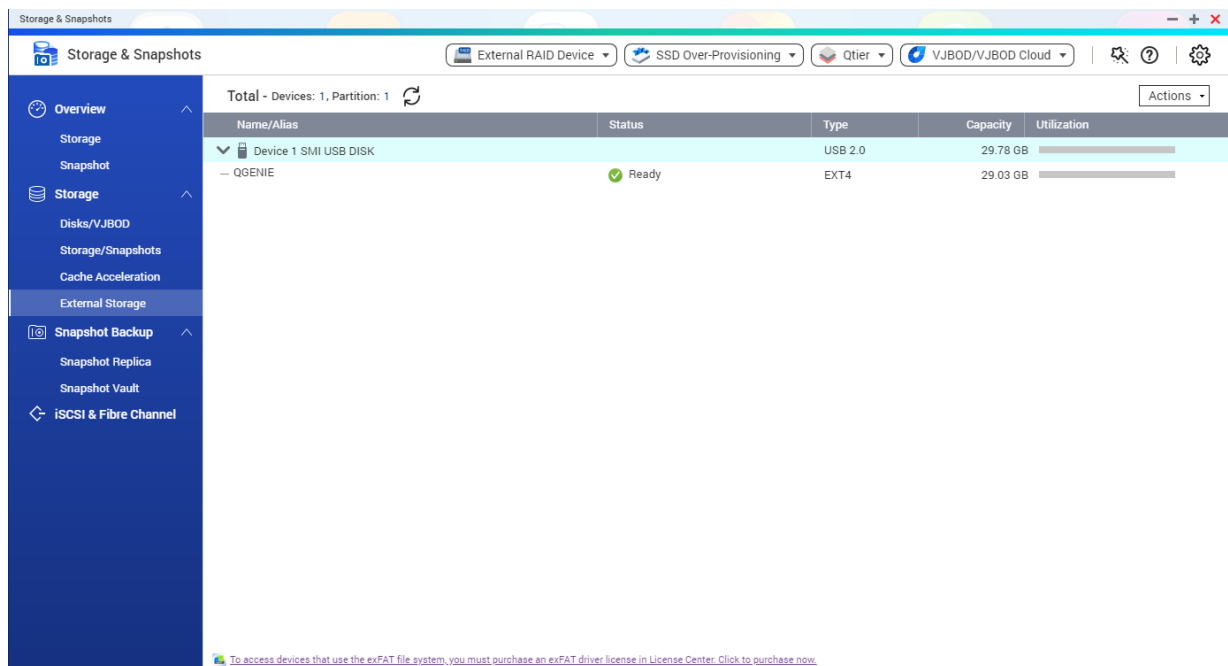 Storage & Snapshots
Storage & Snapshots
External RAID Device
SSD Over-Provisioning
Qtier
VJBOD/VJBOD Cloud
Overview
Storage
Snapshot
Storage
Disks/VJBOD
Storage/Snapshots
Cache Acceleration
External Storage
Snapshot Backup
Snapshot Replica
Snapshot Vault
iSCSI & Fibre Channel
Total - Devices: 1, Partition: 1
Actions
Name/Alias Status Type Capacity Utilization
Device 1 SMI USB DISK USB 2.0 29.78 GB
QGENIE Ready EXT4 29.03 GB
To access devices that use the exFAT file system, you must purchase an exFAT driver license in License Center. Click to purchase now.